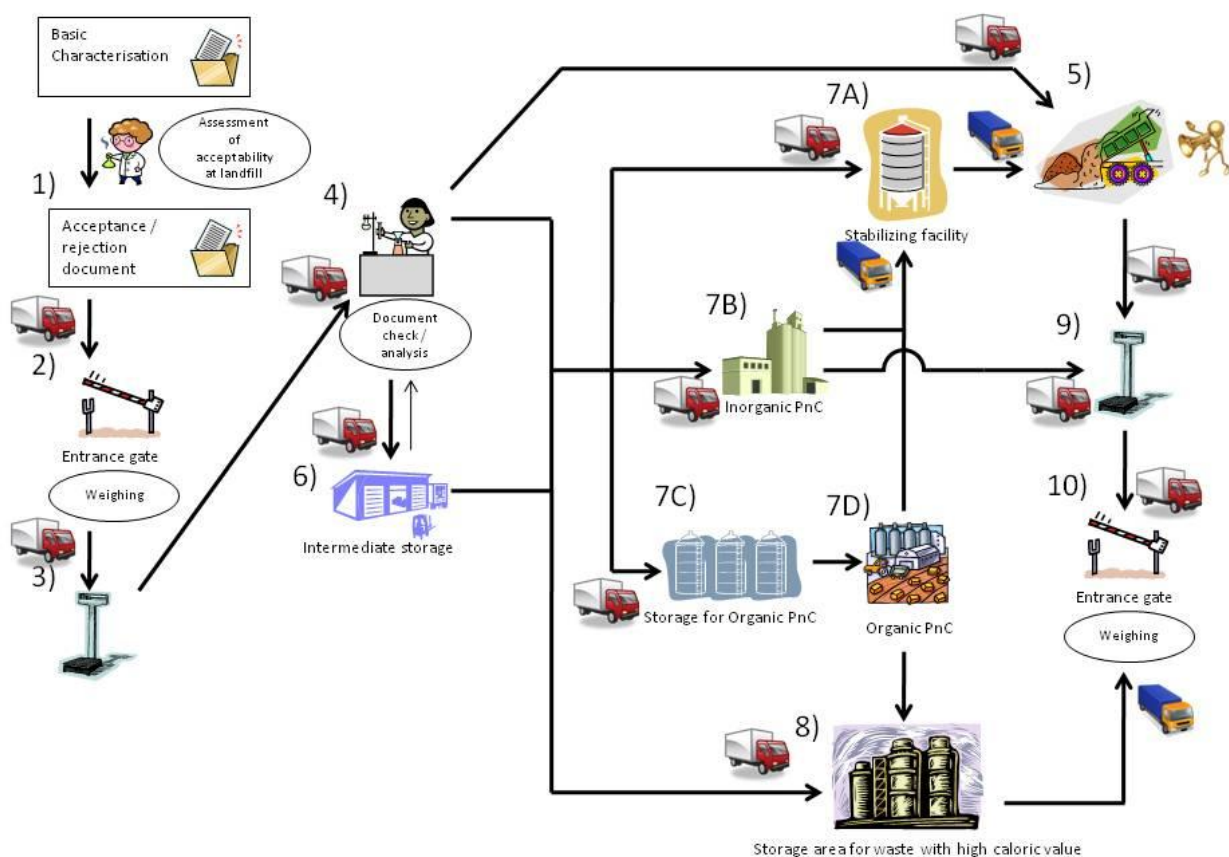 Basic
Characterisation
Assessment
of
acceptability
at landfill
1)
Acceptance /
rejection
document
2)
Entrance gate
Weighing
3)
4)
Document
check /
analysis
6)
Intermediate storage
5)
7A)
Stabilizing facility
7B)
Inorganic PnC
7C)
Storage for Organic PnC
7D)
Organic PnC
8)
Storage area for waste with high caloric value
9)
10)
Entrance gate
Weighing